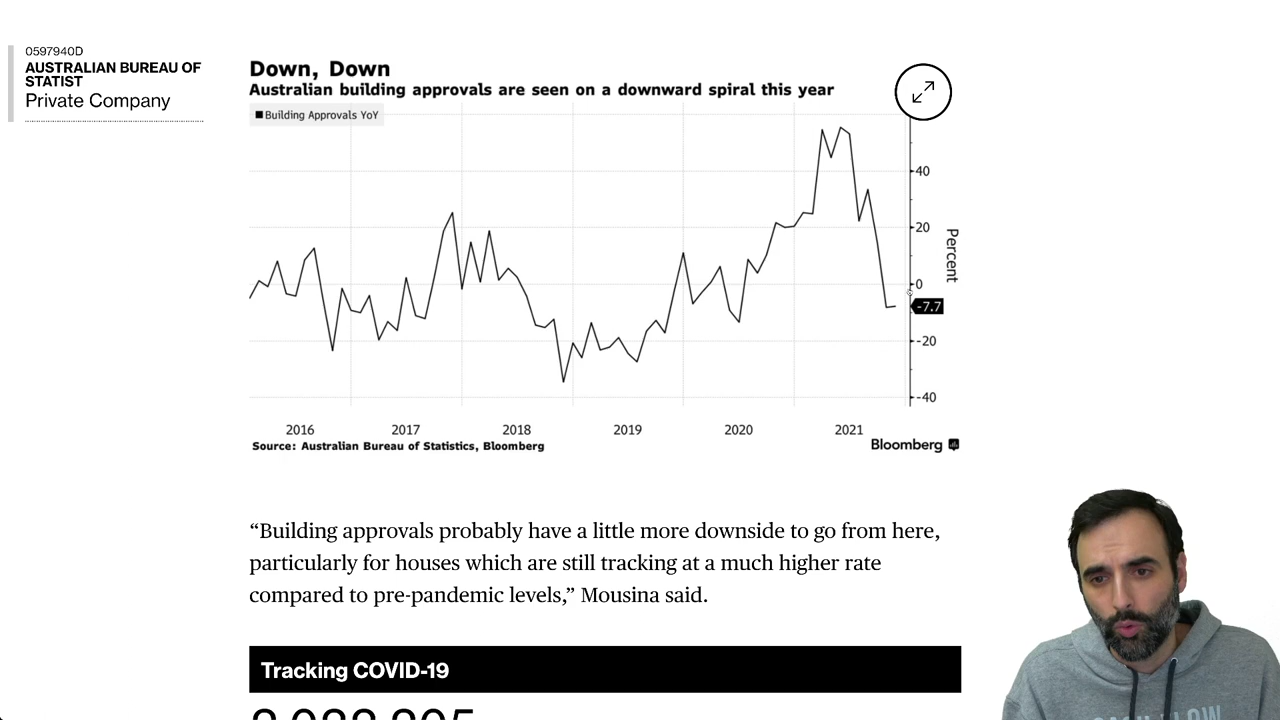 0597940D
AUSTRALIAN BUREAU OF
STATIST
Private Company
Down, Down
Australian building approvals are seen on a downward spiral this year
Building Approvals YoY
40
20
0
-7.7
-20
-40
Percent
2016 2017 2018 2019 2020 2021
Source: Australian Bureau of Statistics, Bloomberg
Bloomberg
“Building approvals probably have a little more downside to go from here,
particularly for houses which are still tracking at a much higher rate
compared to pre-pandemic levels,” Mousina said.
Tracking COVID-19